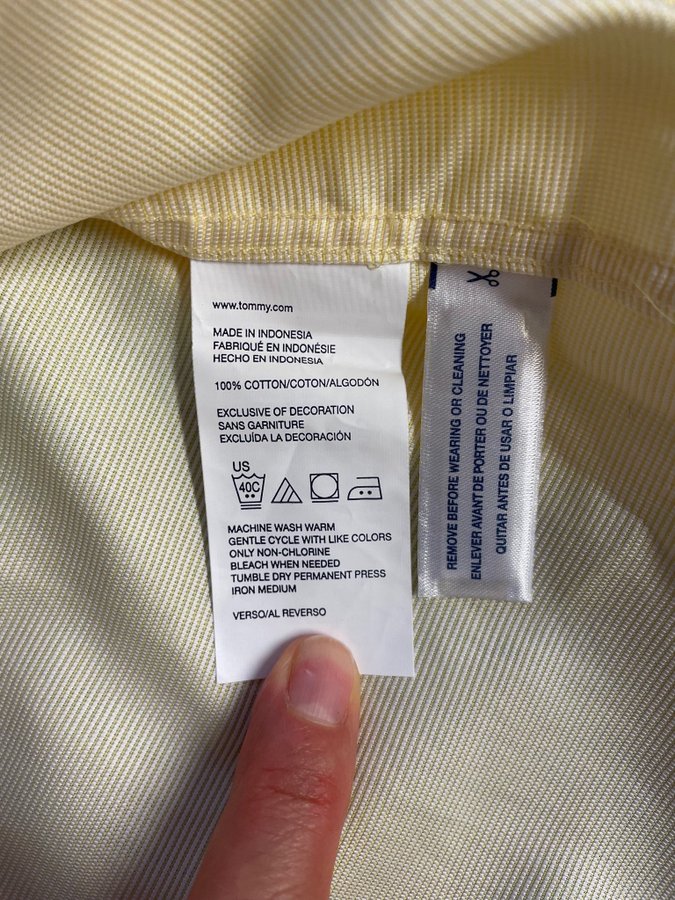 www.tommy.com
MADE IN INDONESIA
FABRIQUÉ EN INDONÉSIE
HECHO EN INDONESIA
100% COTTON/COTON/ALGODÓN
EXCLUSIVE OF DECORATION
SANS GARNITURE
EXCLUÍDA LA DECORACIÓN
US
40C
MACHINE WASH WARM
GENTLE CYCLE WITH LIKE COLORS
ONLY NON-CHLORINE
BLEACH WHEN NEEDED
TUMBLE DRY PERMANENT PRESS
IRON MEDIUM
VERSO/AL REVERSO
REMOVE BEFORE WEARING OR CLEANING
ENLEVER AVANT DE PORTER OU DE NETTOYER
QUITAR ANTES DE USAR O LIMPIAR